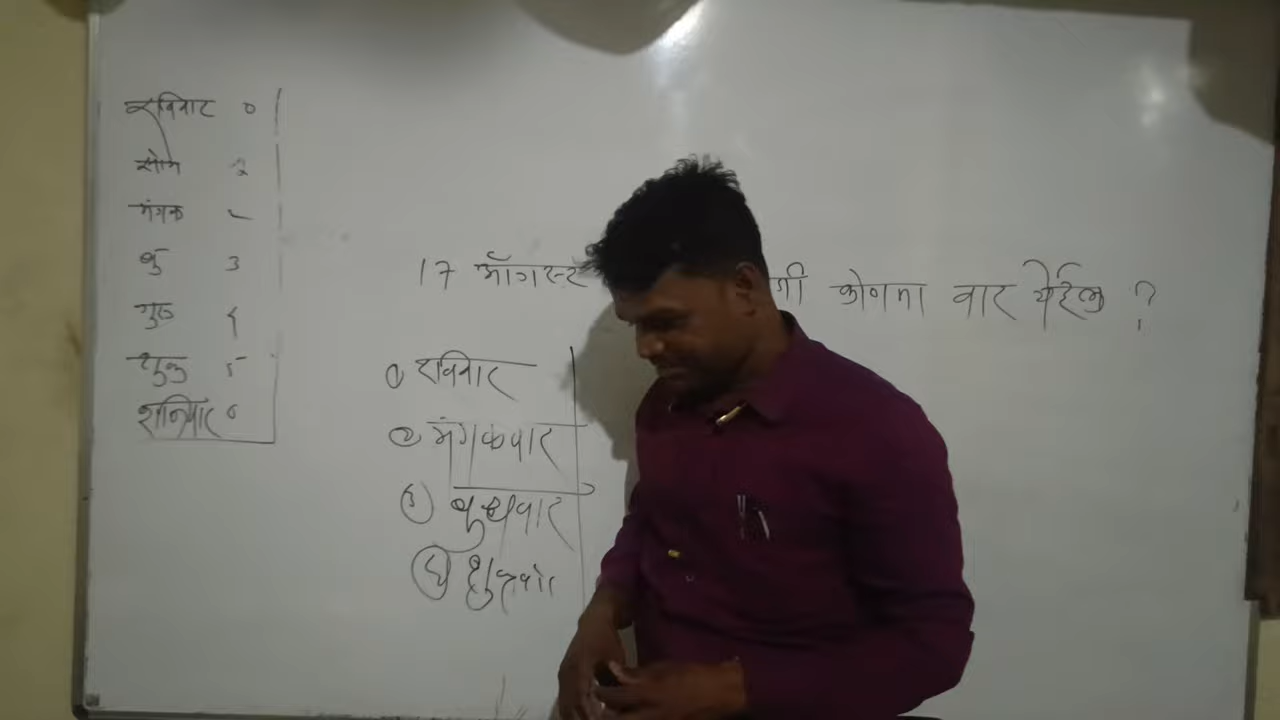 रविवार 0
सोम
मंगळ
बु 3
गुरु
शुक्र
शनिवार
17 ऑगस्ट गी कोणता वार येईल ?
① रविवार
② मंगळवार
③ बुधवार
④ शुक्रवार